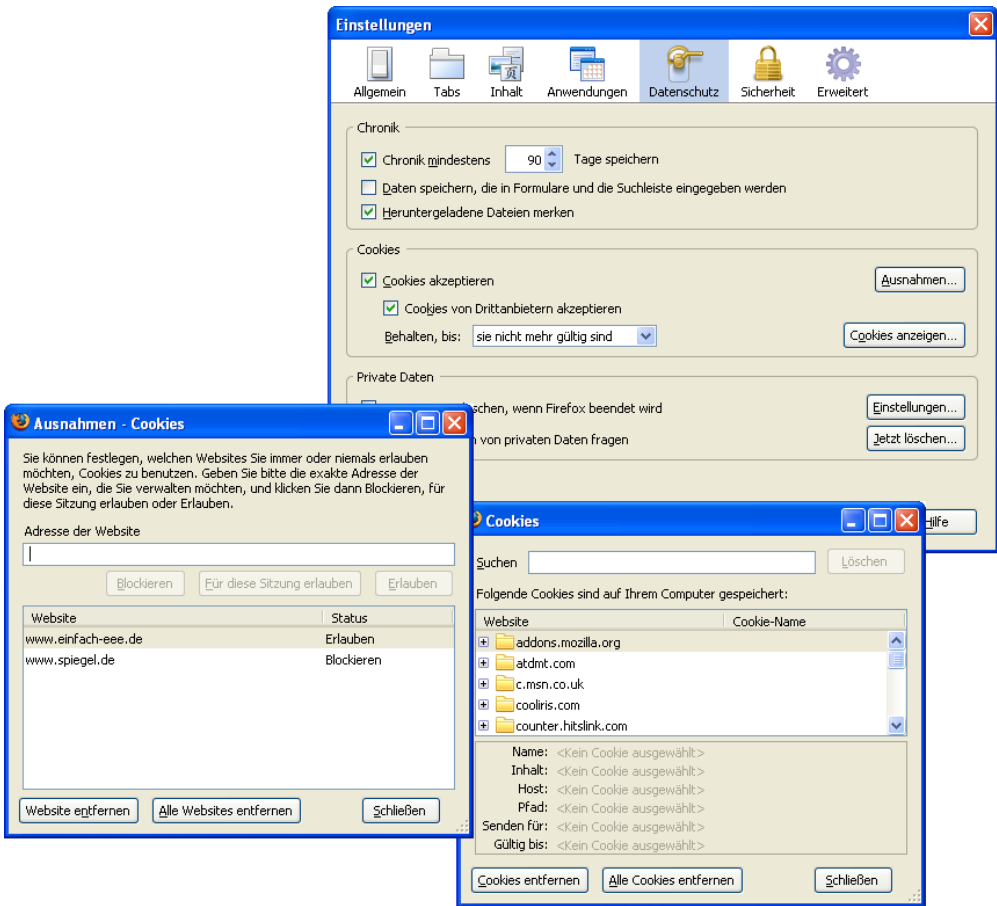 Einstellungen
Allgemein Tabs Inhalt Anwendungen Datenschutz Sicherheit Erweitert
Chronik
Chronik mindestens 90 Tage speichern
Daten speichern, die in Formulare und die Suchleiste eingegeben werden
Heruntergeladene Dateien merken
Cookies
Cookies akzeptieren Ausnahmen...
Cookies von Drittanbietern akzeptieren
Behalten, bis: sie nicht mehr gültig sind Cookies anzeigen...
Private Daten
wenn Firefox beendet wird Einstellungen...
von privaten Daten fragen Jetzt löschen...
Ausnahmen - Cookies
Sie können festlegen, welchen Websites Sie immer oder niemals erlauben
möchten, Cookies zu benutzen. Geben Sie bitte die exakte Adresse der
Website ein, die Sie verwalten möchten, und klicken Sie dann Blockieren, für
diese Sitzung erlauben oder Erlauben.
Adresse der Website
Blockieren Für diese Sitzung erlauben Erlauben
Website Status
www.einfach-eee.de Erlauben
www.spiegel.de Blockieren
Website entfernen Alle Websites entfernen Schließen
Cookies
Suchen Löschen
Folgende Cookies sind auf Ihrem Computer gespeichert:
Website Cookie-Name
addons.mozilla.org
atdmt.com
c.msn.co.uk
cooliris.com
counter.hitslink.com
Name: <Kein Cookie ausgewählt>
Inhalt: <Kein Cookie ausgewählt>
Host: <Kein Cookie ausgewählt>
Pfad: <Kein Cookie ausgewählt>
Senden für: <Kein Cookie ausgewählt>
Gültig bis: <Kein Cookie ausgewählt>
Cookies entfernen Alle Cookies entfernen Schließen